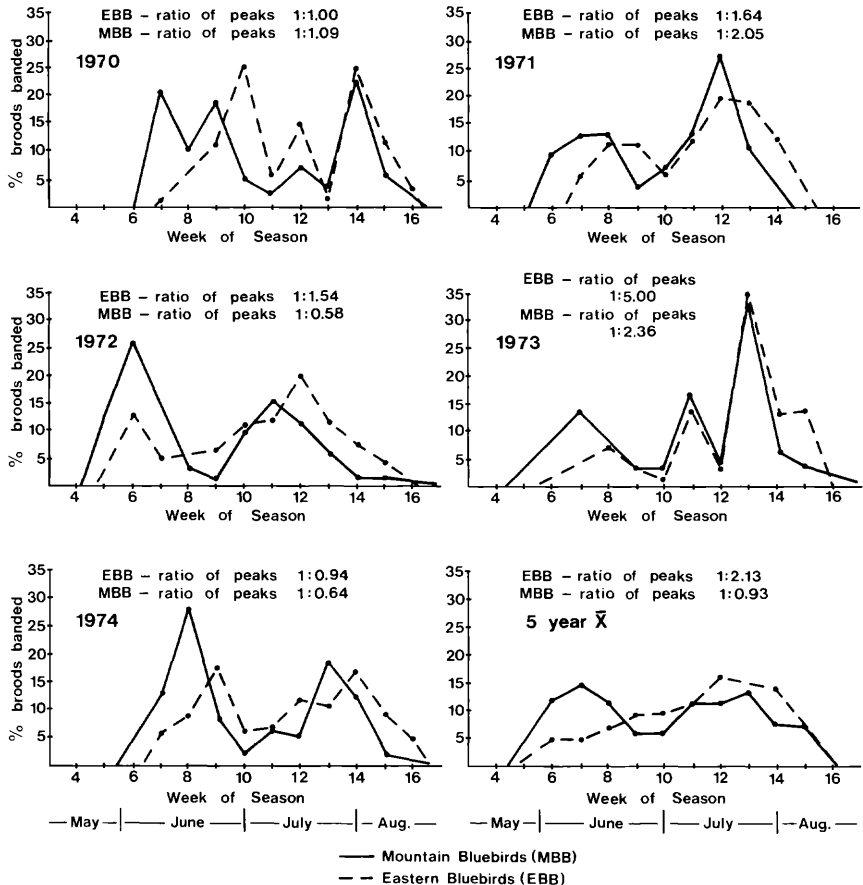 EBB – ratio of peaks 1:1.00
MBB – ratio of peaks 1:1.09
1970
% broods banded
35
30
25
20
15
10
5
4 6 8 10 12 14 16
Week of Season
EBB – ratio of peaks 1:1.64
MBB – ratio of peaks 1:2.05
1971
35
30
25
20
15
10
5
4 6 8 10 12 14 16
Week of Season
EBB – ratio of peaks 1:1.54
MBB – ratio of peaks 1:0.58
1972
% broods banded
35
30
25
20
15
10
5
4 6 8 10 12 14 16
Week of Season
EBB – ratio of peaks
1:5.00
MBB – ratio of peaks
1:2.36
1973
35
30
25
20
15
10
5
4 6 8 10 12 14 16
Week of Season
EBB – ratio of peaks 1:0.94
MBB – ratio of peaks 1:0.64
1974
% broods banded
35
30
25
20
15
10
5
4 6 8 10 12 14 16
Week of Season
May June July Aug.
EBB – ratio of peaks 1:2.13
MBB – ratio of peaks 1:0.93
5 year X̄
35
30
25
20
15
10
5
4 6 8 10 12 14 16
Week of Season
May June July Aug.
Mountain Bluebirds (MBB)
Eastern Bluebirds (EBB)